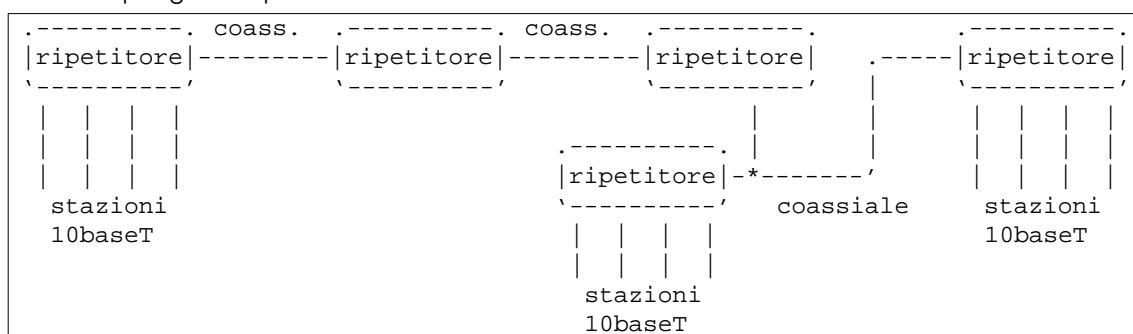 coass. coass.
ripetitore ripetitore ripetitore ripetitore
ripetitore
stazioni coassiale stazioni
10baseT 10baseT
stazioni
10baseT